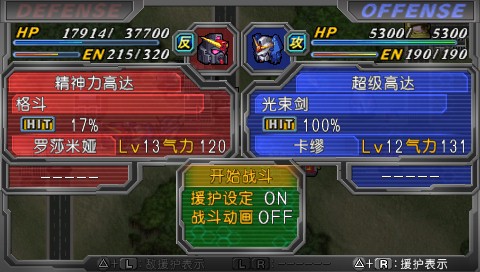 DEFENSE
OFFENSE
HP 17914/ 37700
反
攻
HP 5300/ 5300
EN 215/320
EN 190/190
精神力高达
超级高达
格斗
光束剑
HIT 17%
HIT 100%
罗莎米娅 Lv13 气力 120
卡缪 Lv12 气力 131
-----
-----
开始战斗
援护设定 ON
战斗动画 OFF
△+L:敌援护表示
L R ------
△+R:援护表示